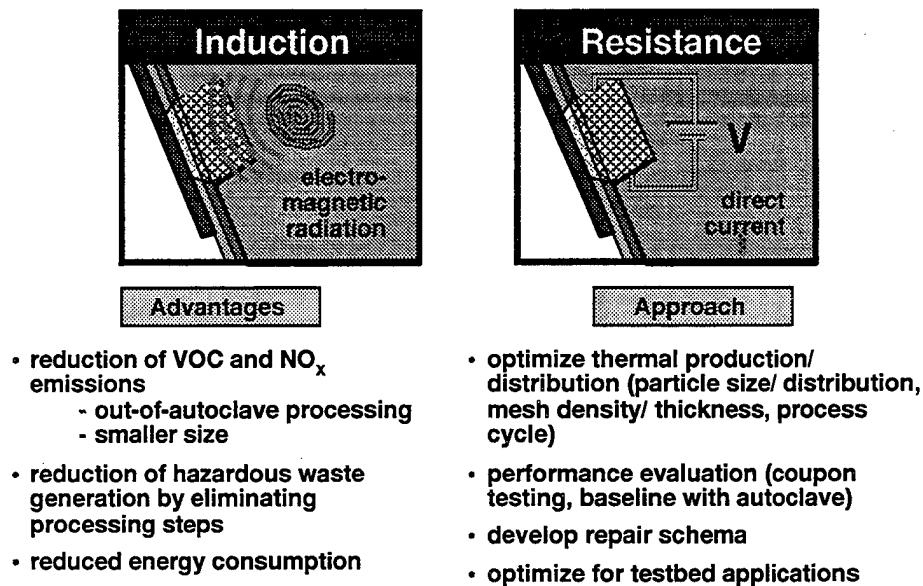 Induction
electro-
magnetic
radiation
Resistance
V
direct
current
Advantages
• reduction of VOC and NOx
emissions
- out-of-autoclave processing
- smaller size
• reduction of hazardous waste
generation by eliminating
processing steps
• reduced energy consumption
Approach
• optimize thermal production/
distribution (particle size/ distribution,
mesh density/ thickness, process
cycle)
• performance evaluation (coupon
testing, baseline with autoclave)
• develop repair schema
• optimize for testbed applications